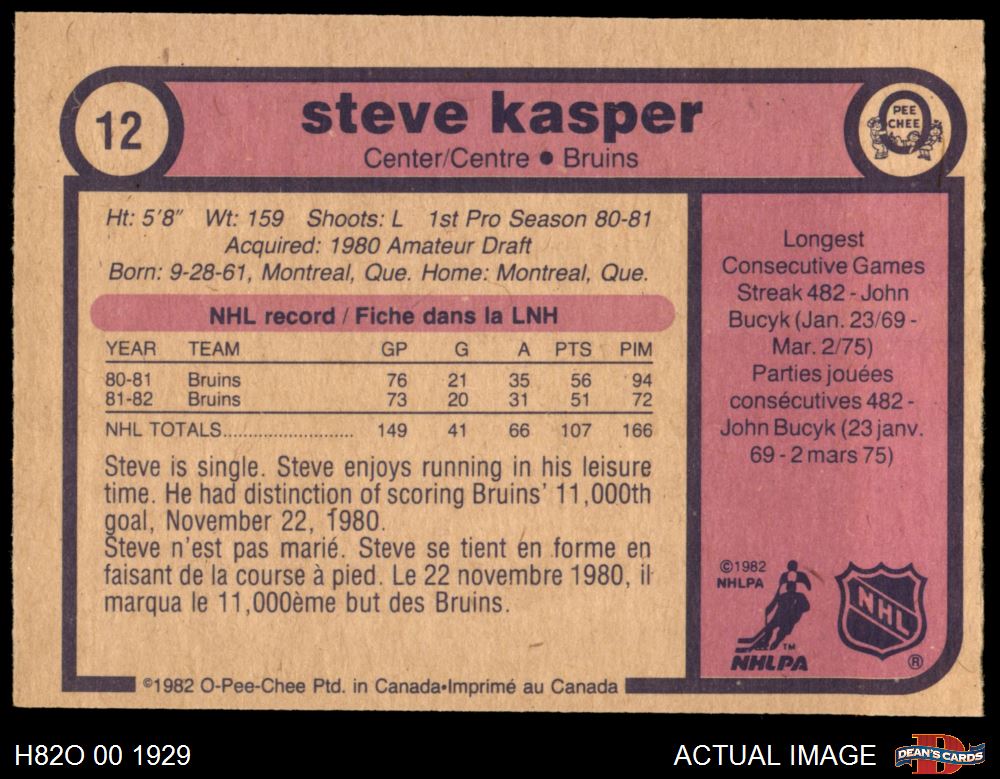 12
steve kasper
Center/Centre • Bruins
PEE
CHEE
Ht: 5'8" Wt: 159 Shoots: L 1st Pro Season 80-81
Acquired: 1980 Amateur Draft
Born: 9-28-61, Montreal, Que. Home: Montreal, Que.
NHL record / Fiche dans la LNH
YEAR TEAM GP G A PTS PIM
80-81 Bruins 76 21 35 56 94
81-82 Bruins 73 20 31 51 72
NHL TOTALS........................... 149 41 66 107 166
Steve is single. Steve enjoys running in his leisure
time. He had distinction of scoring Bruins' 11,000th
goal, November 22, 1980.
Steve n'est pas marié. Steve se tient en forme en
faisant de la course à pied. Le 22 novembre 1980, il
marqua le 11,000ème but des Bruins.
Longest
Consecutive Games
Streak 482 - John
Bucyk (Jan. 23/69 -
Mar. 2/75)
Parties jouées
consécutives 482 -
John Bucyk (23 janv.
69 - 2 mars 75)
©1982
NHLPA
TM
NHLPA
NHL
®
©1982 O-Pee-Chee Ptd. in Canada•Imprimé au Canada
H82O 00 1929
ACTUAL IMAGE
DEAN'S CARDS